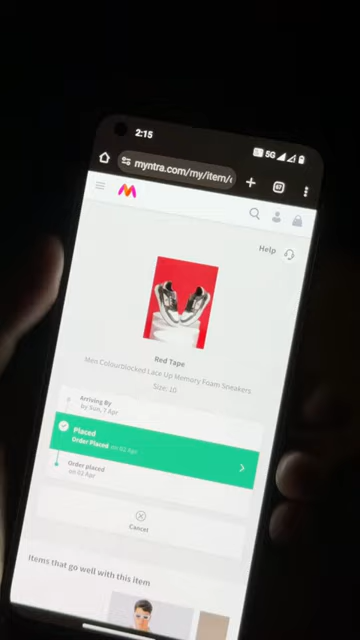 2:15
5G
myntra.com/my/item/
67
Help
Red Tape
Men Colourblocked Lace Up Memory Foam Sneakers
Size: 10
Arriving By
By Sun, 7 Apr
Placed
Order Placed on 02 Apr
Order placed
on 02 Apr
Cancel
Items that go well with this item